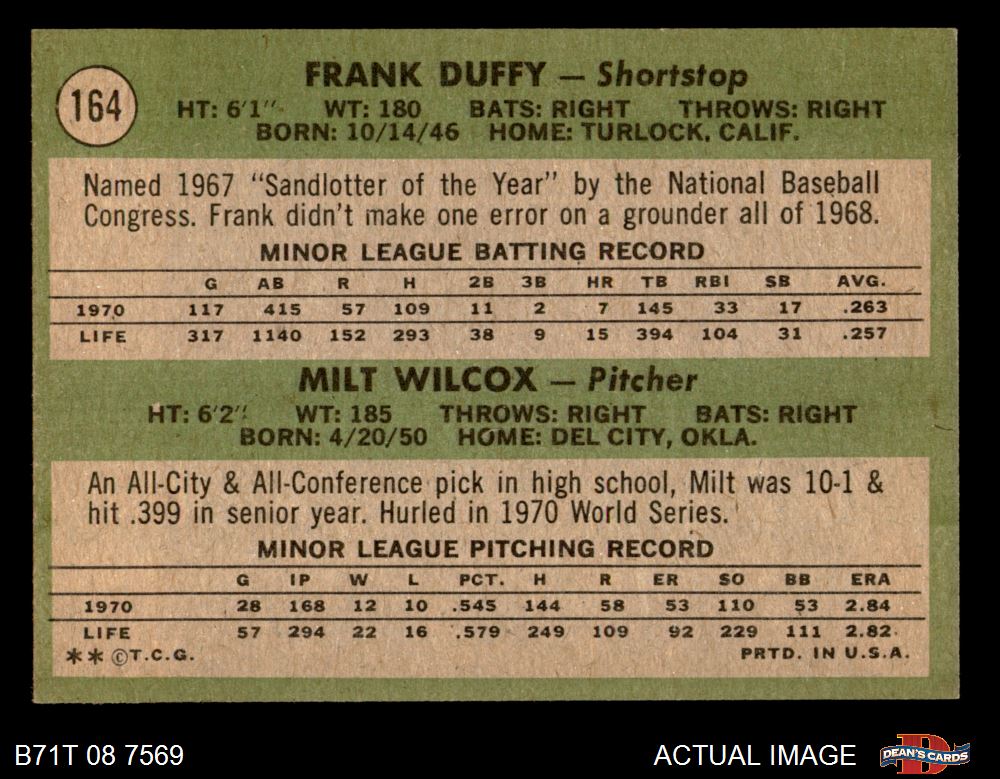 164
FRANK DUFFY — Shortstop
HT: 6'1" WT: 180 BATS: RIGHT THROWS: RIGHT
BORN: 10/14/46 HOME: TURLOCK, CALIF.
Named 1967 "Sandlotter of the Year" by the National Baseball
Congress. Frank didn't make one error on a grounder all of 1968.
MINOR LEAGUE BATTING RECORD
G AB R H 2B 3B HR TB RBI SB AVG.
1970 117 415 57 109 11 2 7 145 33 17 .263
LIFE 317 1140 152 293 38 9 15 394 104 31 .257
MILT WILCOX — Pitcher
HT: 6'2" WT: 185 THROWS: RIGHT BATS: RIGHT
BORN: 4/20/50 HOME: DEL CITY, OKLA.
An All-City & All-Conference pick in high school, Milt was 10-1 &
hit .399 in senior year. Hurled in 1970 World Series.
MINOR LEAGUE PITCHING RECORD
G IP W L PCT. H R ER SO BB ERA
1970 28 168 12 10 .545 144 58 53 110 53 2.84
LIFE 57 294 22 16 .579 249 109 92 229 111 2.82
** ©T.C.G. PRTD. IN U.S.A.
B71T 08 7569 ACTUAL IMAGE DEAN'S CARDS